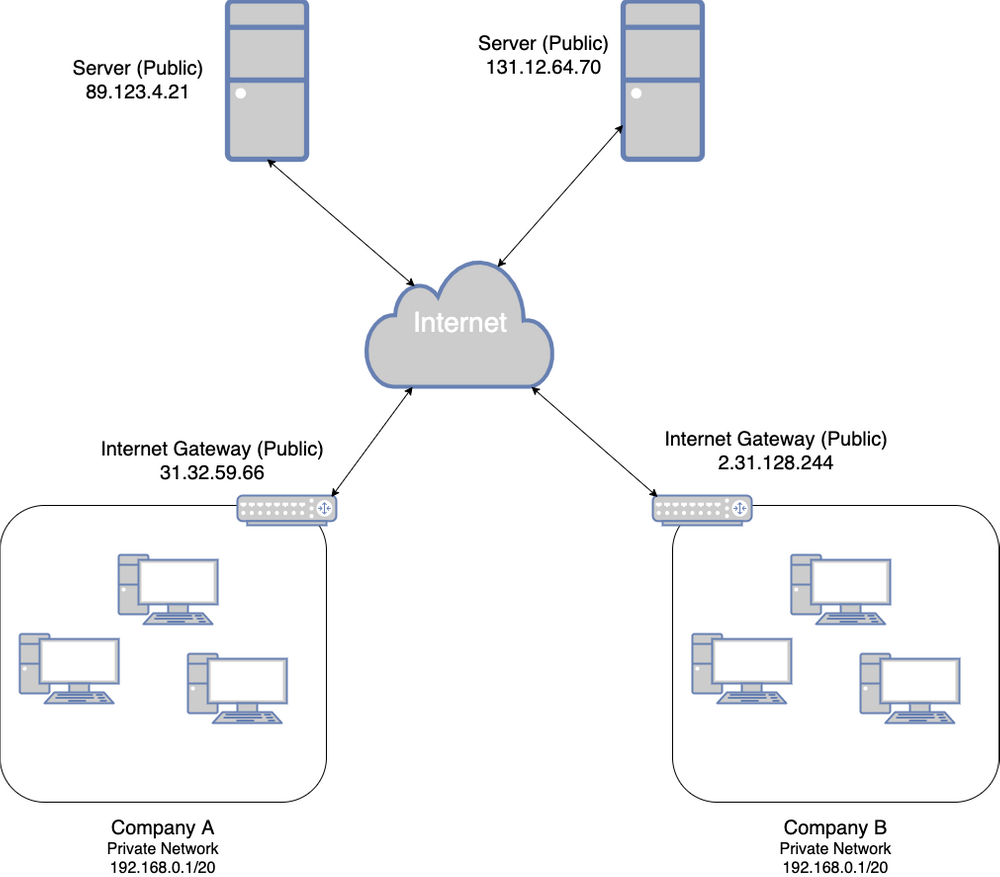 Server (Public)
89.123.4.21
Server (Public)
131.12.64.70
Internet
Internet Gateway (Public)
31.32.59.66
Internet Gateway (Public)
2.31.128.244
Company A
Private Network
192.168.0.1/20
Company B
Private Network
192.168.0.1/20